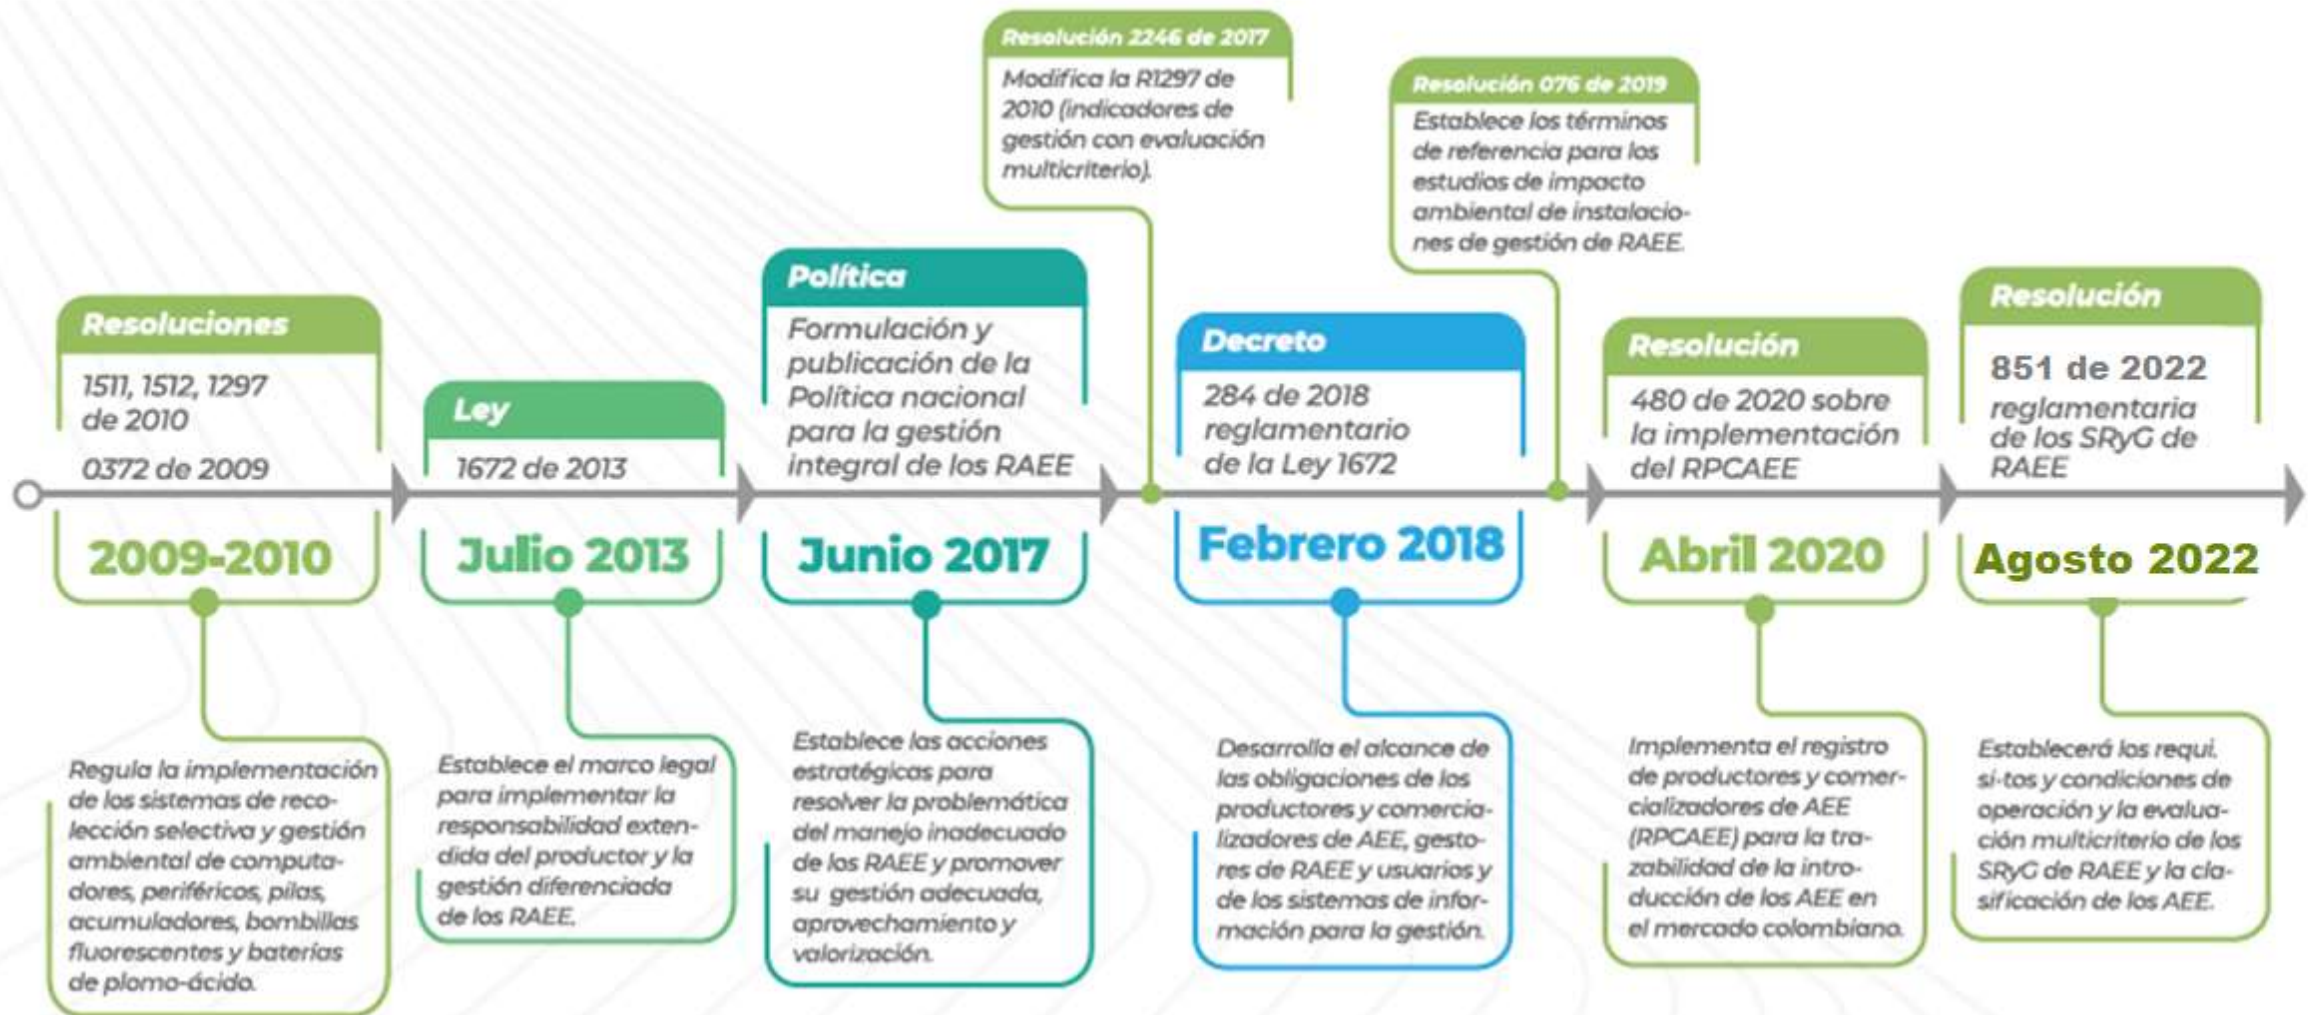 Resolución 2246 de 2017
Modifica la R1297 de
2010 (indicadores de
gestión con evaluación
multicriterio).
Resolución 076 de 2019
Establece los términos
de referencia para los
estudios de impacto
ambiental de instalacio-
nes de gestión de RAEE.
Resoluciones
1511, 1512, 1297
de 2010
0372 de 2009
2009-2010
Regula la implementación
de los sistemas de reco-
lección selectiva y gestión
ambiental de computa-
dores, periféricos, pilas,
acumuladores, bombillas
fluorescentes y baterías
de plomo-ácido.
Ley
1672 de 2013
Julio 2013
Establece el marco legal
para implementar la
responsabilidad exten-
dida del productor y la
gestión diferenciada
de los RAEE.
Política
Formulación y
publicación de la
Política nacional
para la gestión
integral de los RAEE
Junio 2017
Establece las acciones
estratégicas para
resolver la problemática
del manejo inadecuado
de los RAEE y promover
su gestión adecuada,
aprovechamiento y
valorización.
Decreto
284 de 2018
reglamentario
de la Ley 1672
Febrero 2018
Desarrolla el alcance de
las obligaciones de los
productores y comercia-
lizadores de AEE, gesto-
res de RAEE y usuarios y
de los sistemas de infor-
mación para la gestión.
Resolución
480 de 2020 sobre
la implementación
del RPCAEE
Abril 2020
Implementa el registro
de productores y comer-
cializadores de AEE
(RPCAEE) para la tra-
zabilidad de la intro-
ducción de los AEE en
el mercado colombiano.
Resolución
851 de 2022
reglamentaria
de los SRyG de
RAEE
Agosto 2022
Establecerá los requi.
si-tos y condiciones de
operación y la evalua-
ción multicriterio de los
SRyG de RAEE y la cla-
sificación de los AEE.